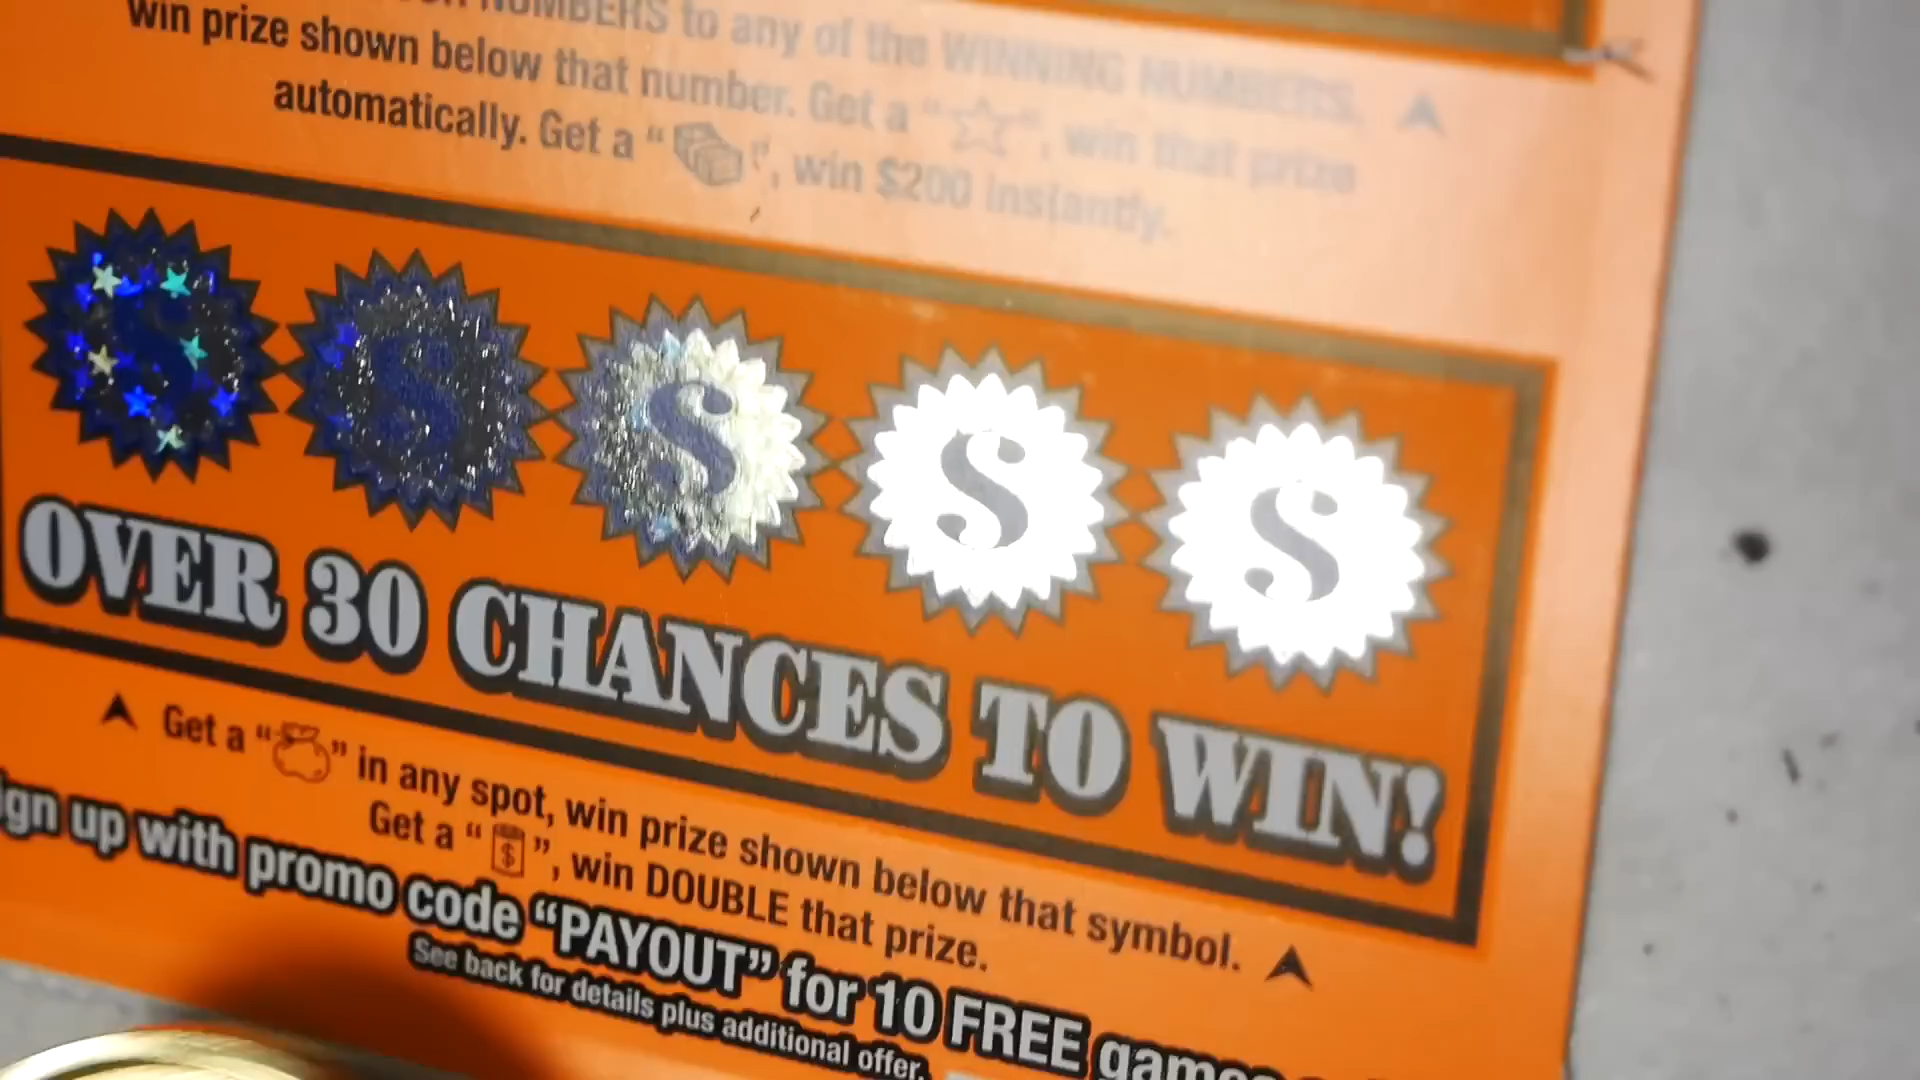 NUMBERS to any of the WINNING NUMBERS,
win prize shown below that number. Get a “ ”, win that prize
automatically. Get a “ ”, win $200 instantly.
$ $ $ $ $
OVER 30 CHANCES TO WIN!
Get a “ ” in any spot, win prize shown below that symbol.
Get a “$”, win DOUBLE that prize.
ign up with promo code “PAYOUT” for 10 FREE game
See back for details plus additional offer.